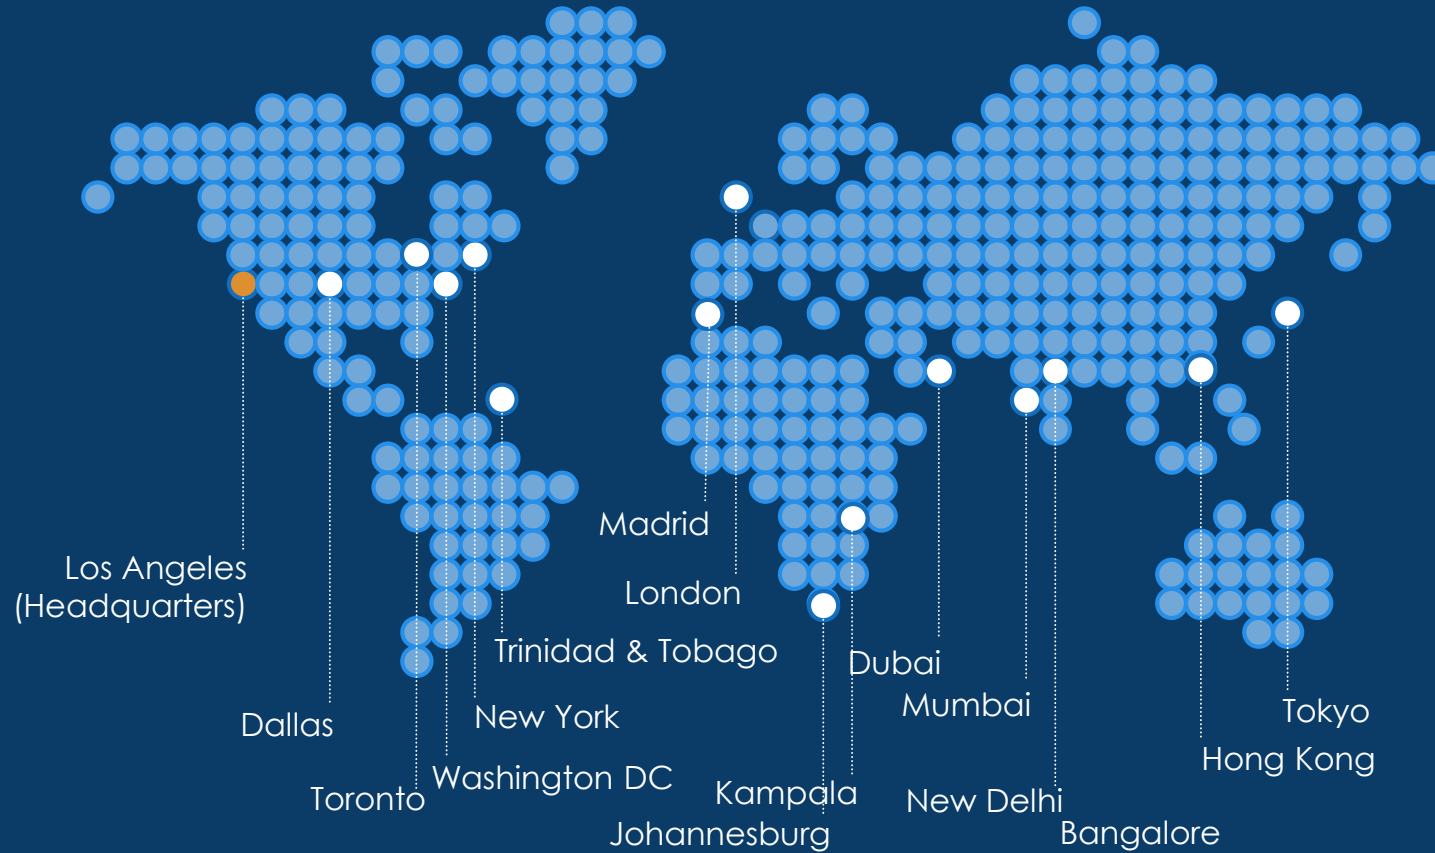 Madrid
Los Angeles
(Headquarters)
London
Trinidad & Tobago
Dubai
Mumbai
Dallas
New York
Tokyo
Hong Kong
Washington DC
Toronto
Kampala
New Delhi
Johannesburg
Bangalore